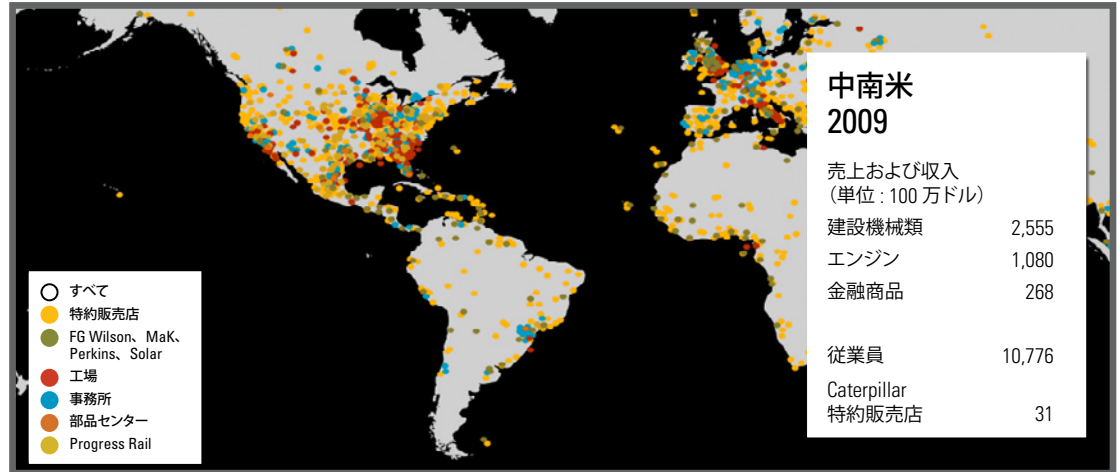 中南米
2009
売上および収入
（単位 : 100 万ドル）
建設機械類 2,555
エンジン 1,080
金融商品 268
従業員 10,776
Caterpillar
特約販売店 31
すべて
特約販売店
FG Wilson、MaK、
Perkins、Solar
工場
事務所
部品センター
Progress Rail